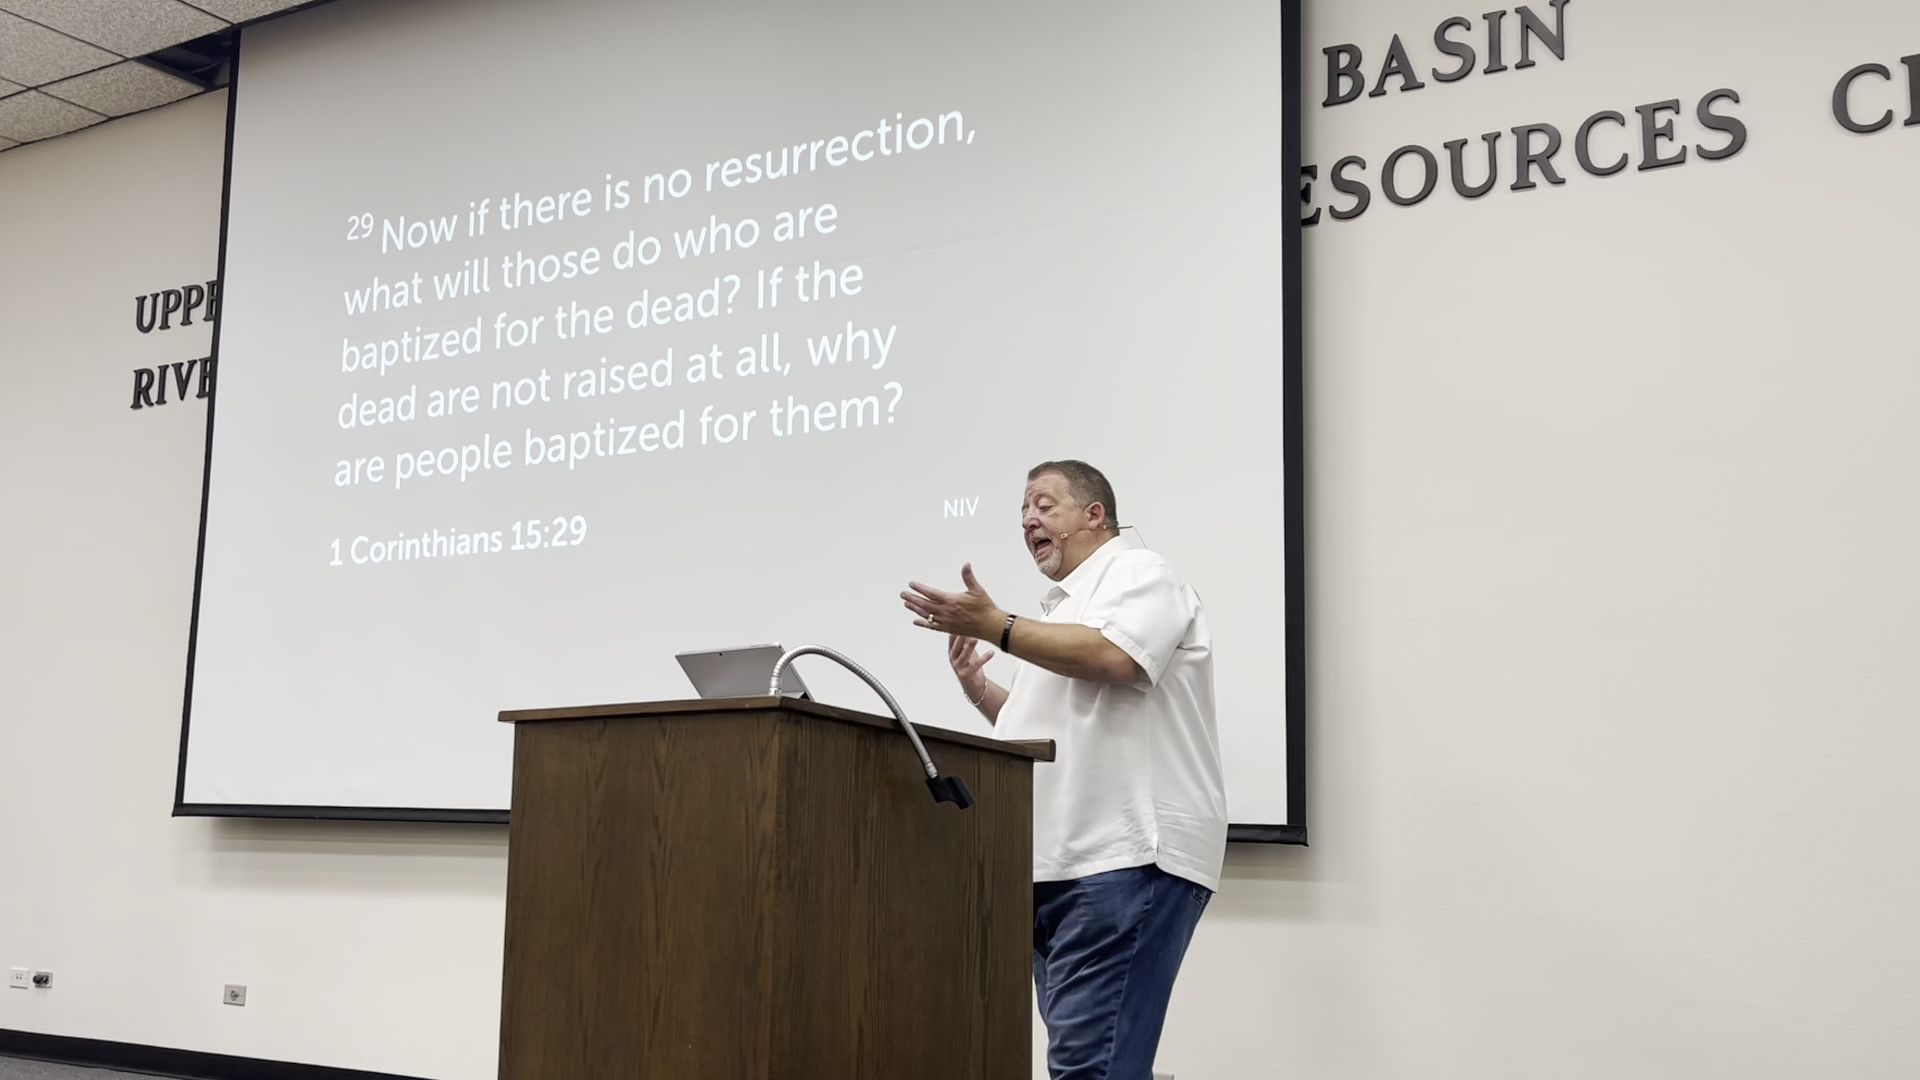 BASIN
ESOURCES
UPPE
RIVE
29 Now if there is no resurrection,
what will those do who are
baptized for the dead? If the
dead are not raised at all, why
are people baptized for them?
1 Corinthians 15:29
NIV